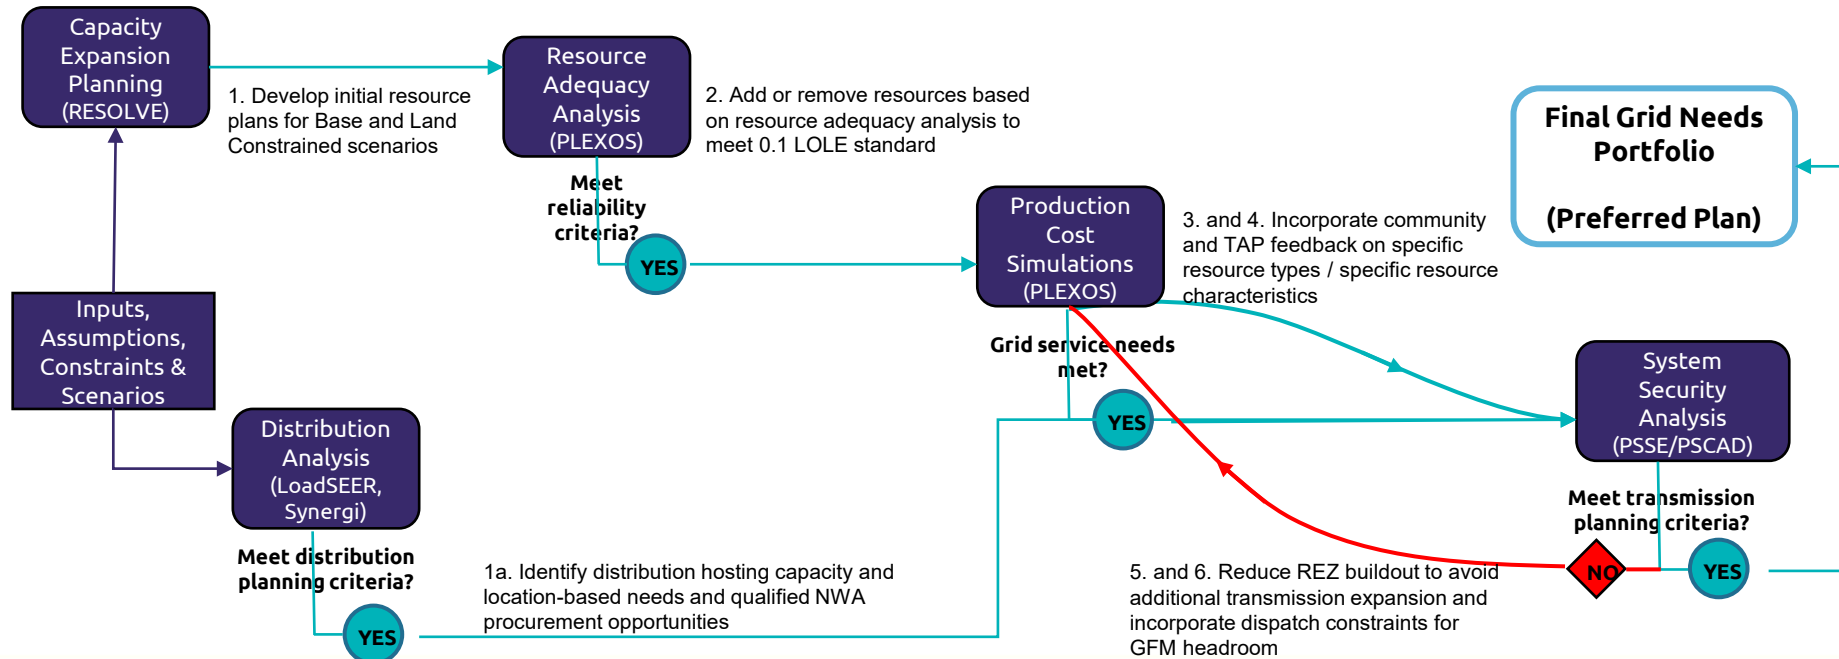 Capacity
Expansion
Planning
(RESOLVE)
1. Develop initial resource
plans for Base and Land
Constrained scenarios
Resource
Adequacy
Analysis
(PLEXOS)
2. Add or remove resources based
on resource adequacy analysis to
meet 0.1 LOLE standard
Meet
reliability
criteria?
YES
Production
Cost
Simulations
(PLEXOS)
3. and 4. Incorporate community
and TAP feedback on specific
resource types / specific resource
characteristics
Final Grid Needs
Portfolio
(Preferred Plan)
Inputs,
Assumptions,
Constraints &
Scenarios
Grid service needs
met?
YES
System
Security
Analysis
(PSSE/PSCAD)
Distribution
Analysis
(LoadSEER,
Synergi)
Meet distribution
planning criteria?
YES
1a. Identify distribution hosting capacity and
location-based needs and qualified NWA
procurement opportunities
Meet transmission
planning criteria?
NO
YES
5. and 6. Reduce REZ buildout to avoid
additional transmission expansion and
incorporate dispatch constraints for
GFM headroom